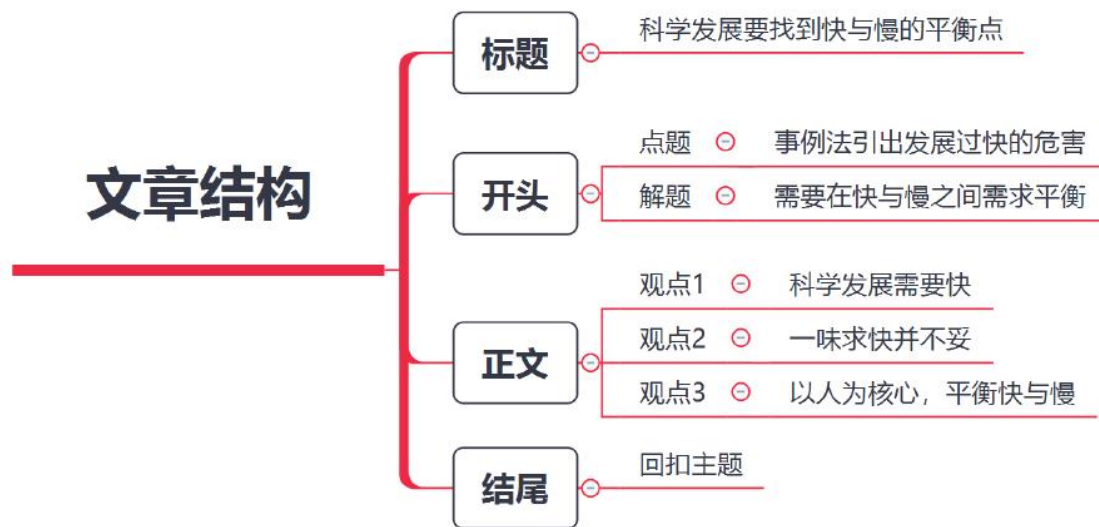 文章结构
标题
科学发展要找到快与慢的平衡点
开头
点题 事例法引出发展过快的危害
解题 需要在快与慢之间需求平衡
正文
观点1 科学发展需要快
观点2 一味求快并不妥
观点3 以人为核心，平衡快与慢
结尾
回扣主题